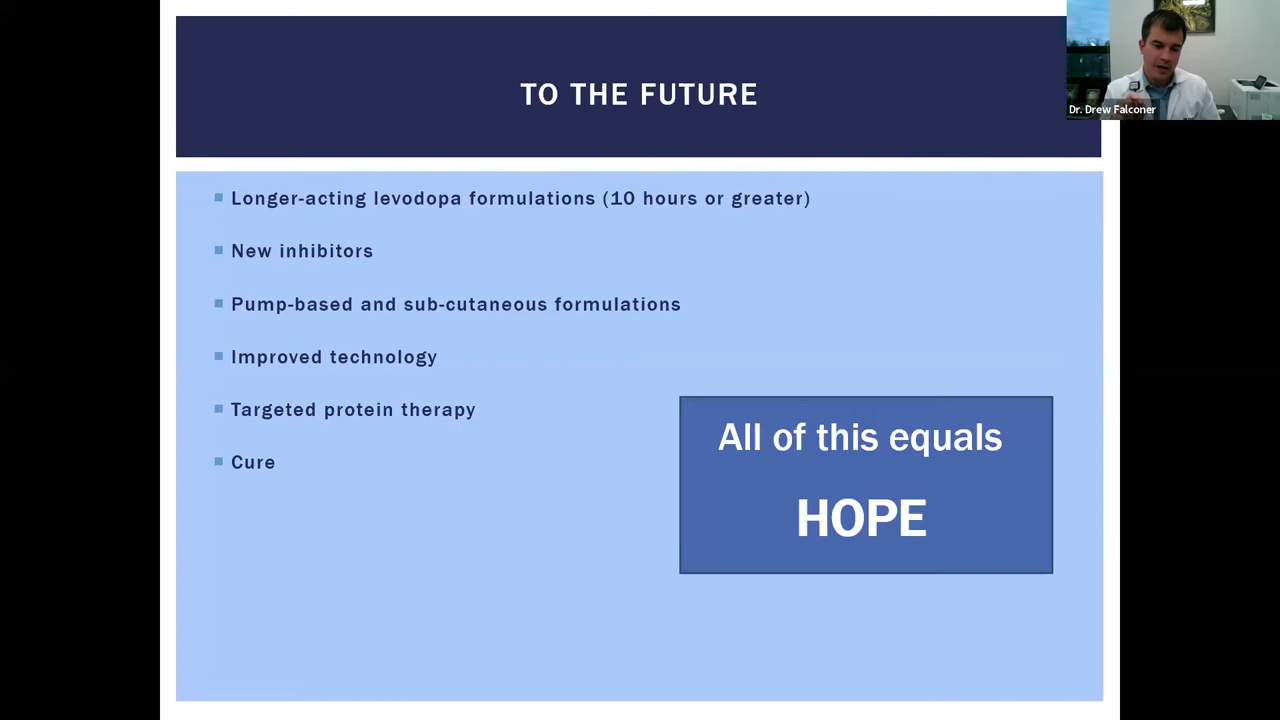 TO THE FUTURE
Dr. Drew Falconer
Longer-acting levodopa formulations (10 hours or greater)
New inhibitors
Pump-based and sub-cutaneous formulations
Improved technology
Targeted protein therapy
Cure
All of this equals
HOPE